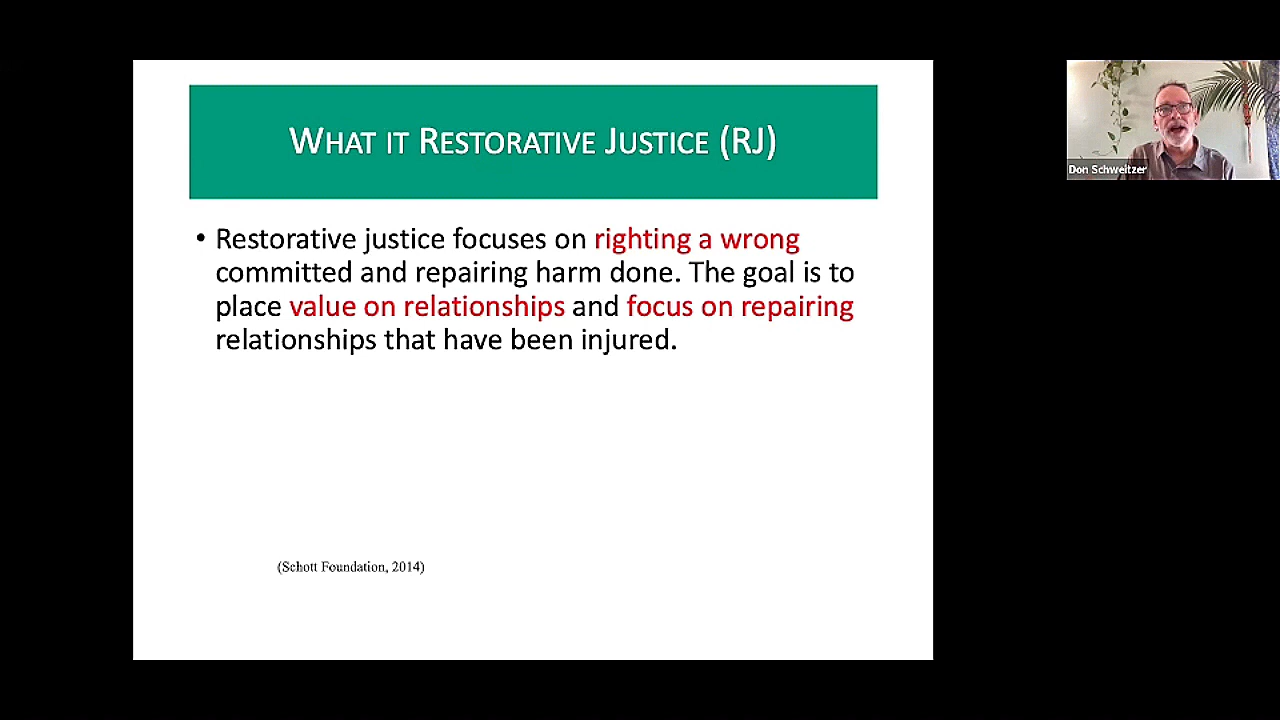 WHAT IT RESTORATIVE JUSTICE (RJ)
• Restorative justice focuses on righting a wrong
committed and repairing harm done. The goal is to
place value on relationships and focus on repairing
relationships that have been injured.
(Schott Foundation, 2014)
Don Schweitzer